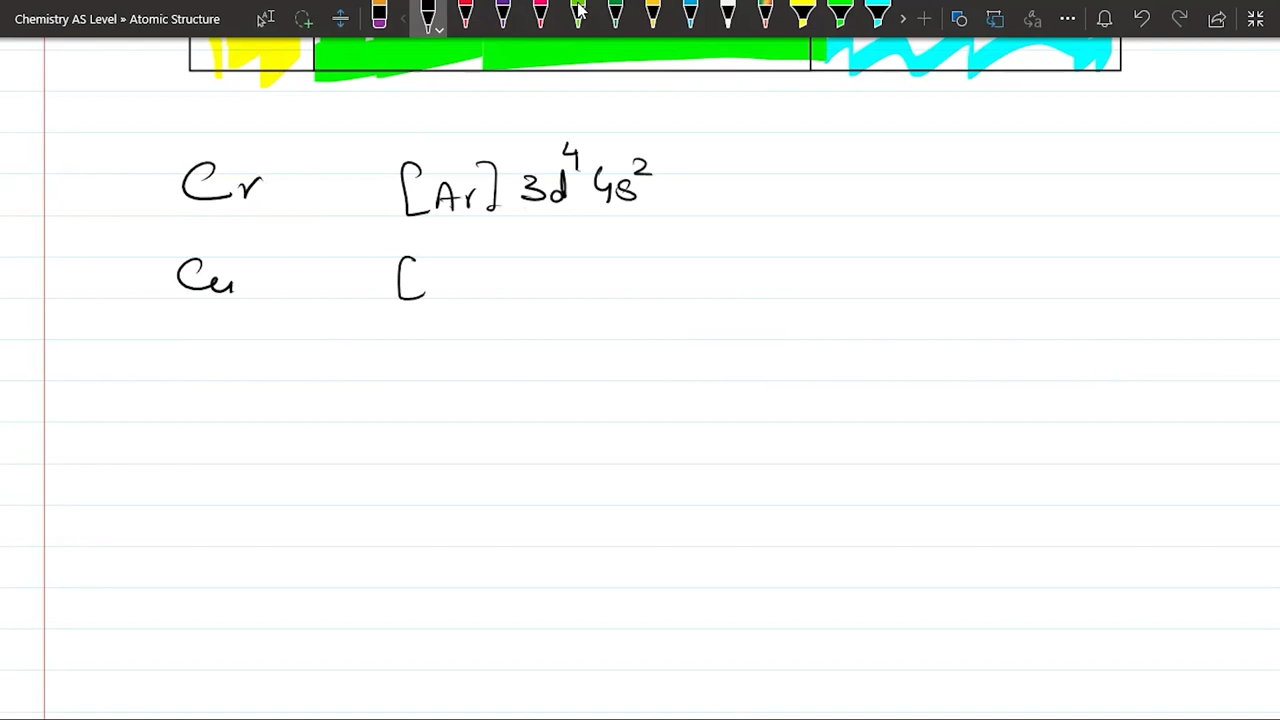 Chemistry AS Level » Atomic Structure
Cr [Ar] 3d⁴ 4s²
Cu [